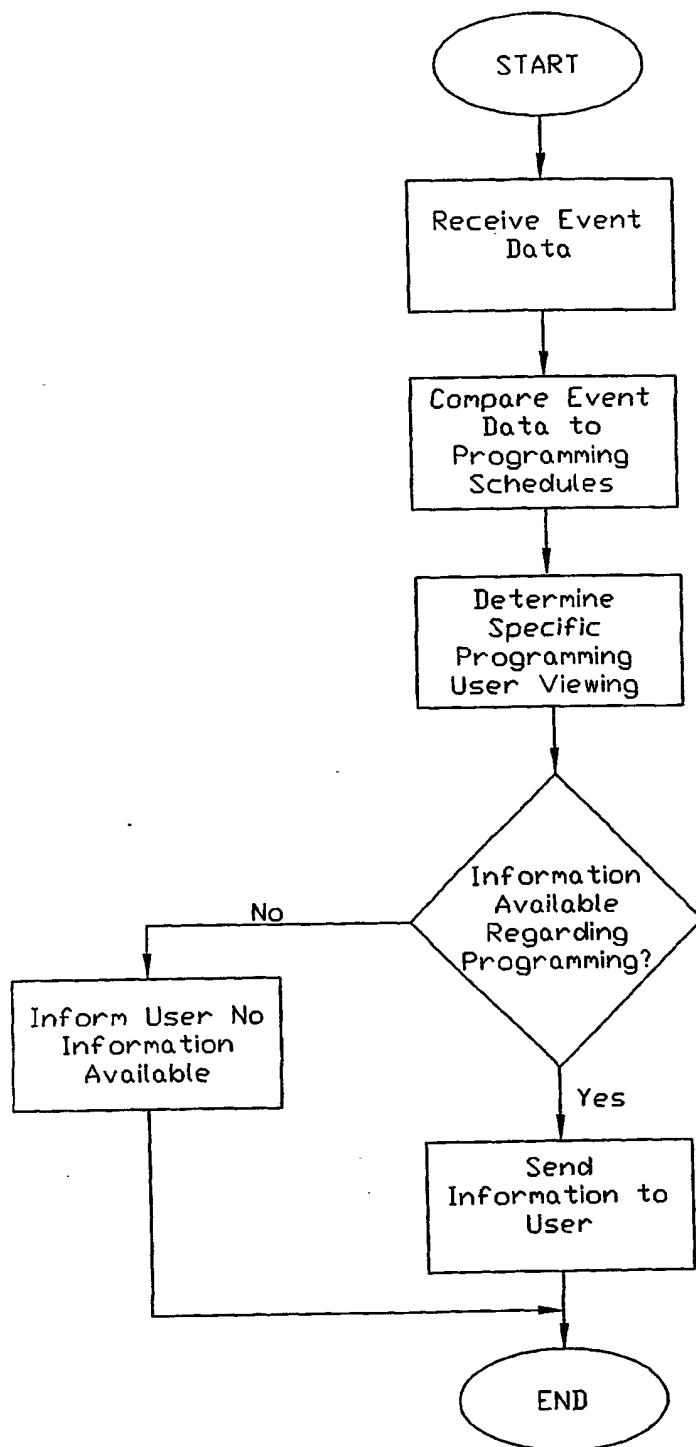 START
Receive Event
Data
Compare Event
Data to
Programming
Schedules
Determine
Specific
Programming
User Viewing
Information
Available
Regarding
Programming?
No
Inform User No
Information
Available
Yes
Send
Information to
User
END